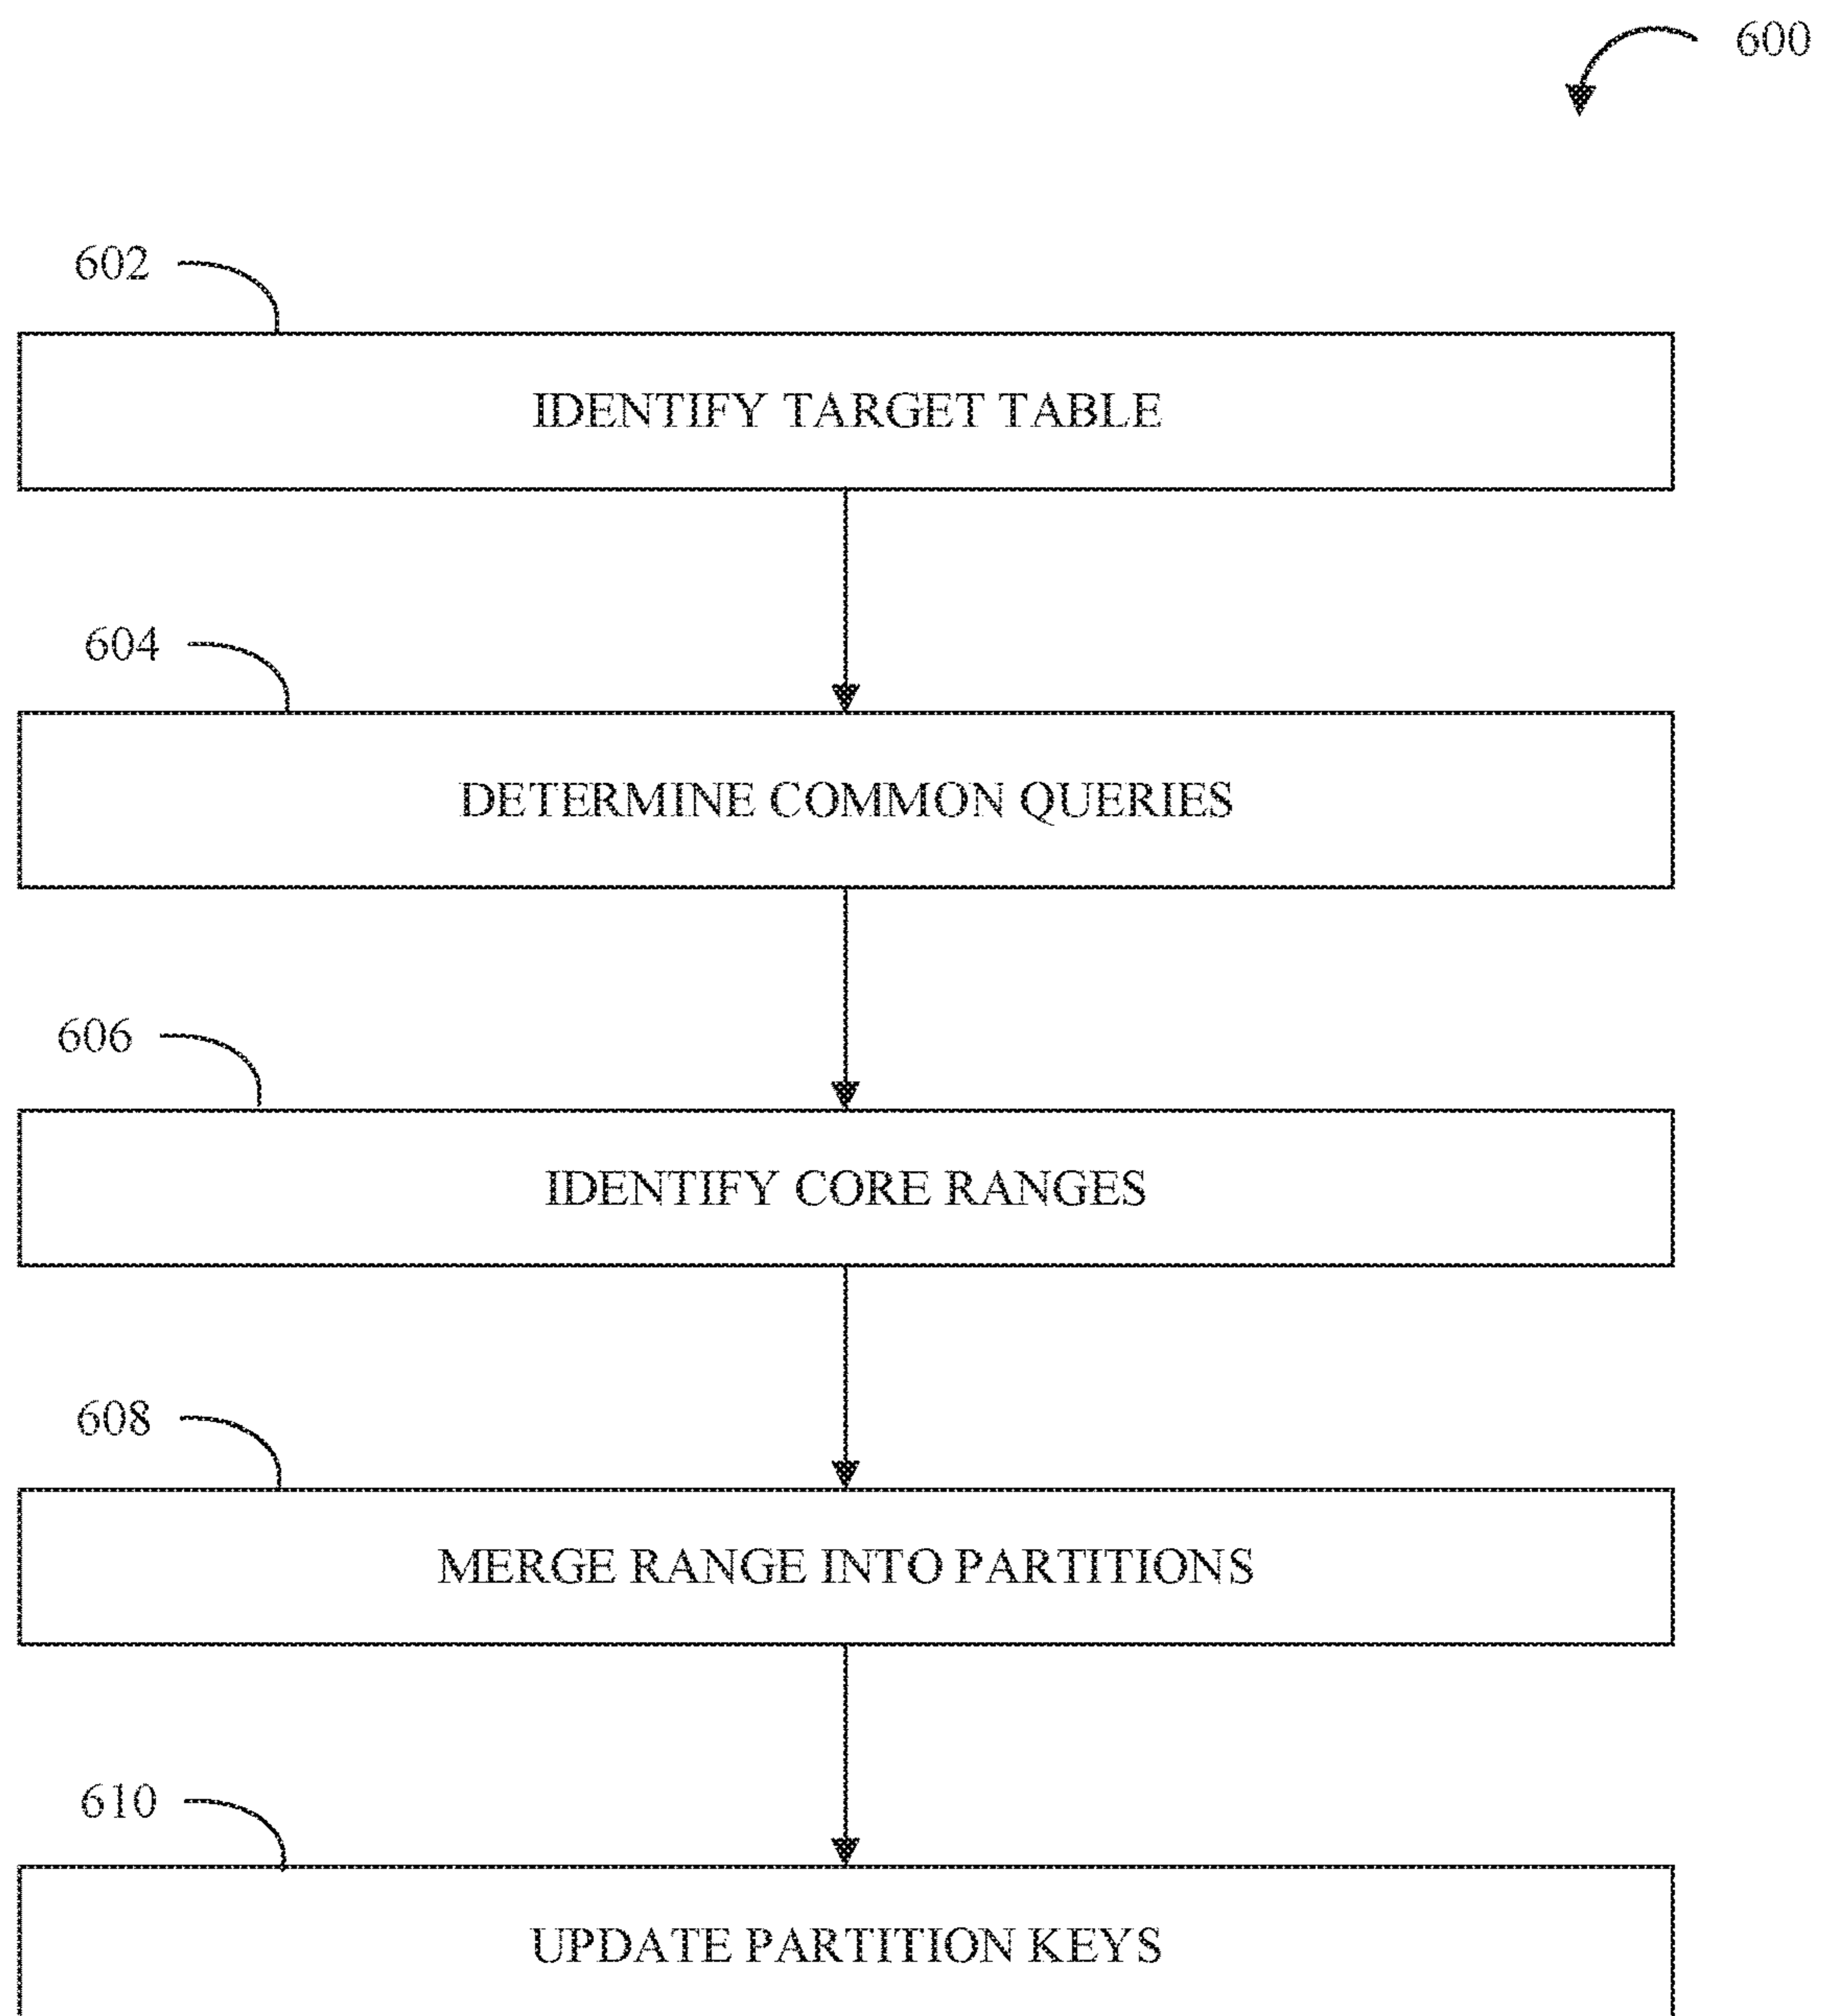 600
602
IDENTIFY TARGET TABLE
604
DETERMINE COMMON QUERIES
606
IDENTIFY CORE RANGES
608
MERGE RANGE INTO PARTITIONS
610
UPDATE PARTITION KEYS